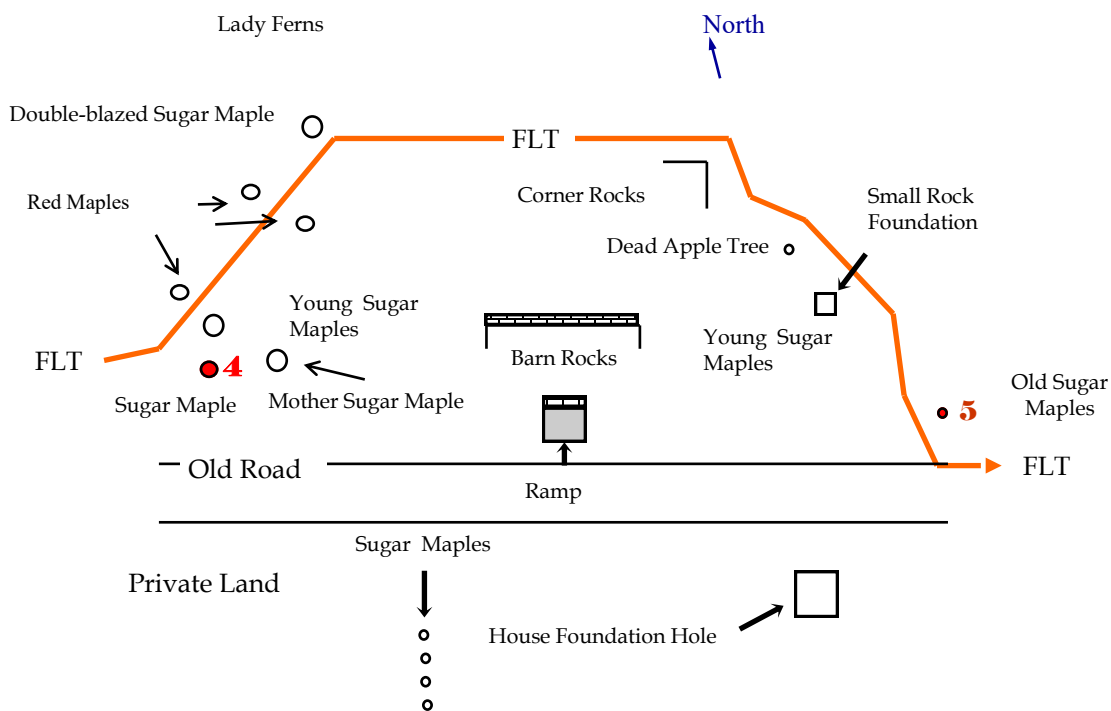 Lady Ferns
North
Double-blazed Sugar Maple
FLT
Red Maples
Corner Rocks
Small Rock
Foundation
Dead Apple Tree
Young Sugar
Maples
Barn Rocks
Young Sugar
Maples
FLT
4
Sugar Maple
Mother Sugar Maple
5
Old Sugar
Maples
Old Road
FLT
Ramp
Sugar Maples
Private Land
House Foundation Hole